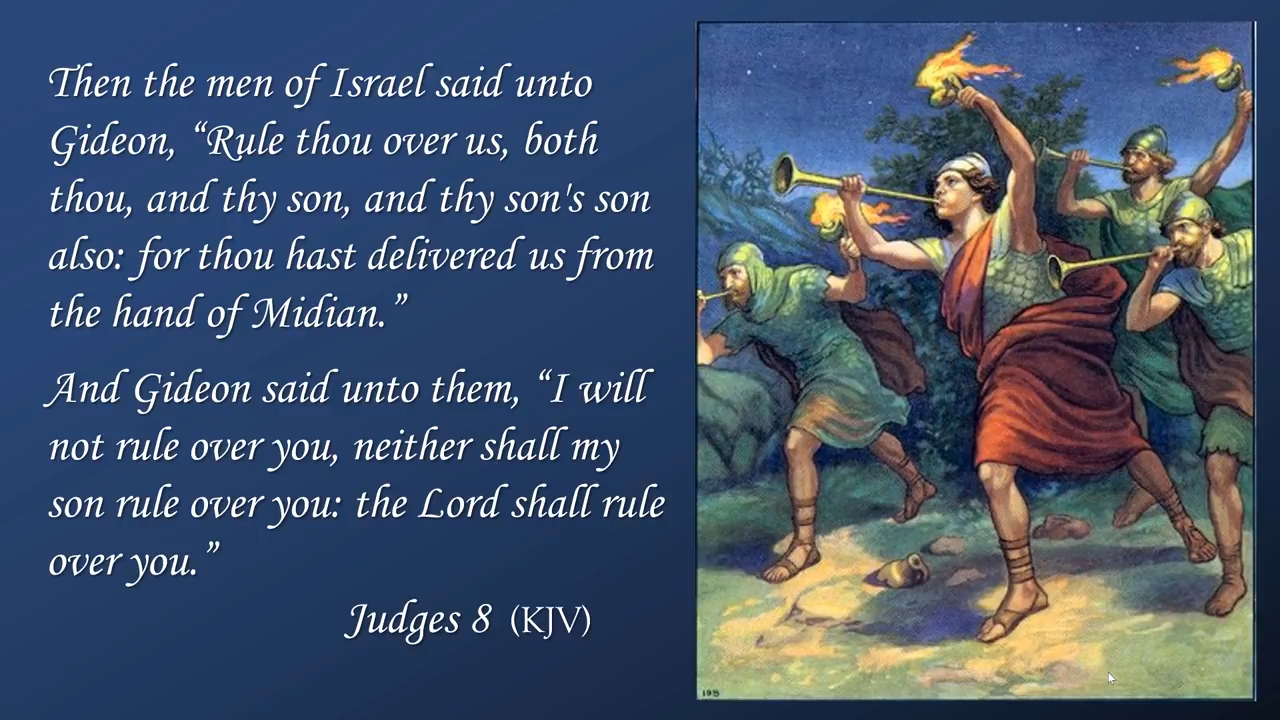 Then the men of Israel said unto
Gideon, “Rule thou over us, both
thou, and thy son, and thy son's son
also: for thou hast delivered us from
the hand of Midian.”
And Gideon said unto them, “I will
not rule over you, neither shall my
son rule over you: the Lord shall rule
over you.”
Judges 8 (KJV)